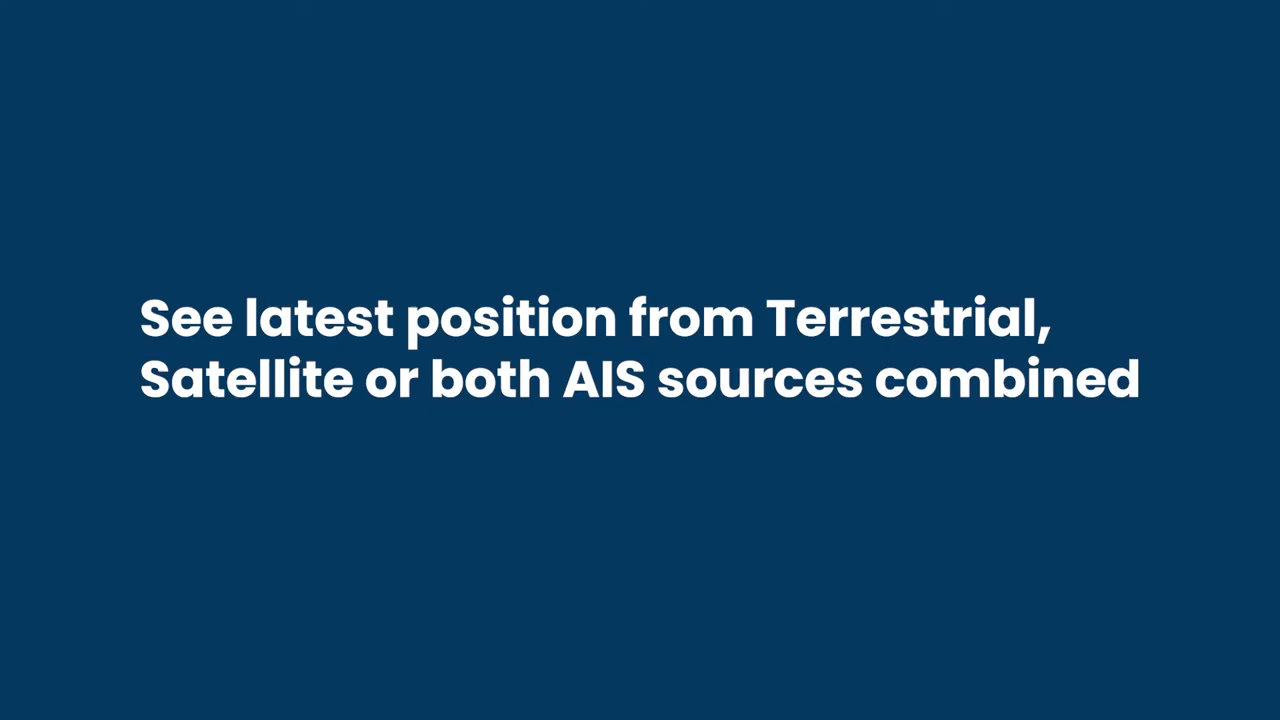 See latest position from Terrestrial,
Satellite or both AIS sources combined